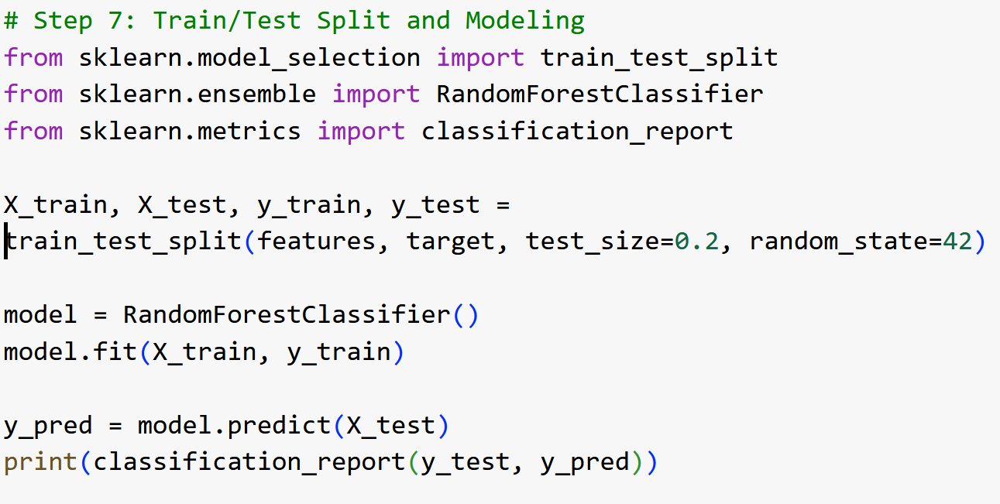 # Step 7: Train/Test Split and Modeling
from sklearn.model_selection import train_test_split
from sklearn.ensemble import RandomForestClassifier
from sklearn.metrics import classification_report
X_train, X_test, y_train, y_test =
train_test_split(features, target, test_size=0.2, random_state=42)
model = RandomForestClassifier()
model.fit(X_train, y_train)
y_pred = model.predict(X_test)
print(classification_report(y_test, y_pred))